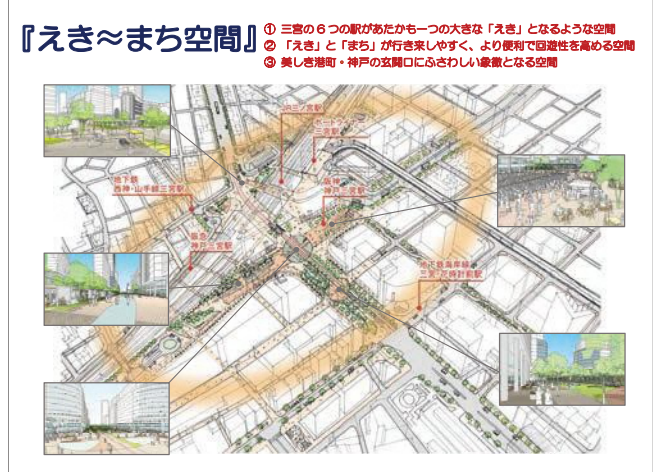 『えき≈まち空間』
① 三宮の6つの駅があたかも一つの大きな「えき」となるような空間
② 「えき」と「まち」が行き来しやすく、より便利で回遊性を高める空間
③ 美しき港町・神戸の玄関口にふさわしい象徴となる空間
JR三ノ宮駅
ポートライナー
三宮駅
地下鉄
西神・山手線三宮駅
阪神
神戸三宮駅
阪急
神戸三宮駅
地下鉄海岸線
三宮・花時計前駅